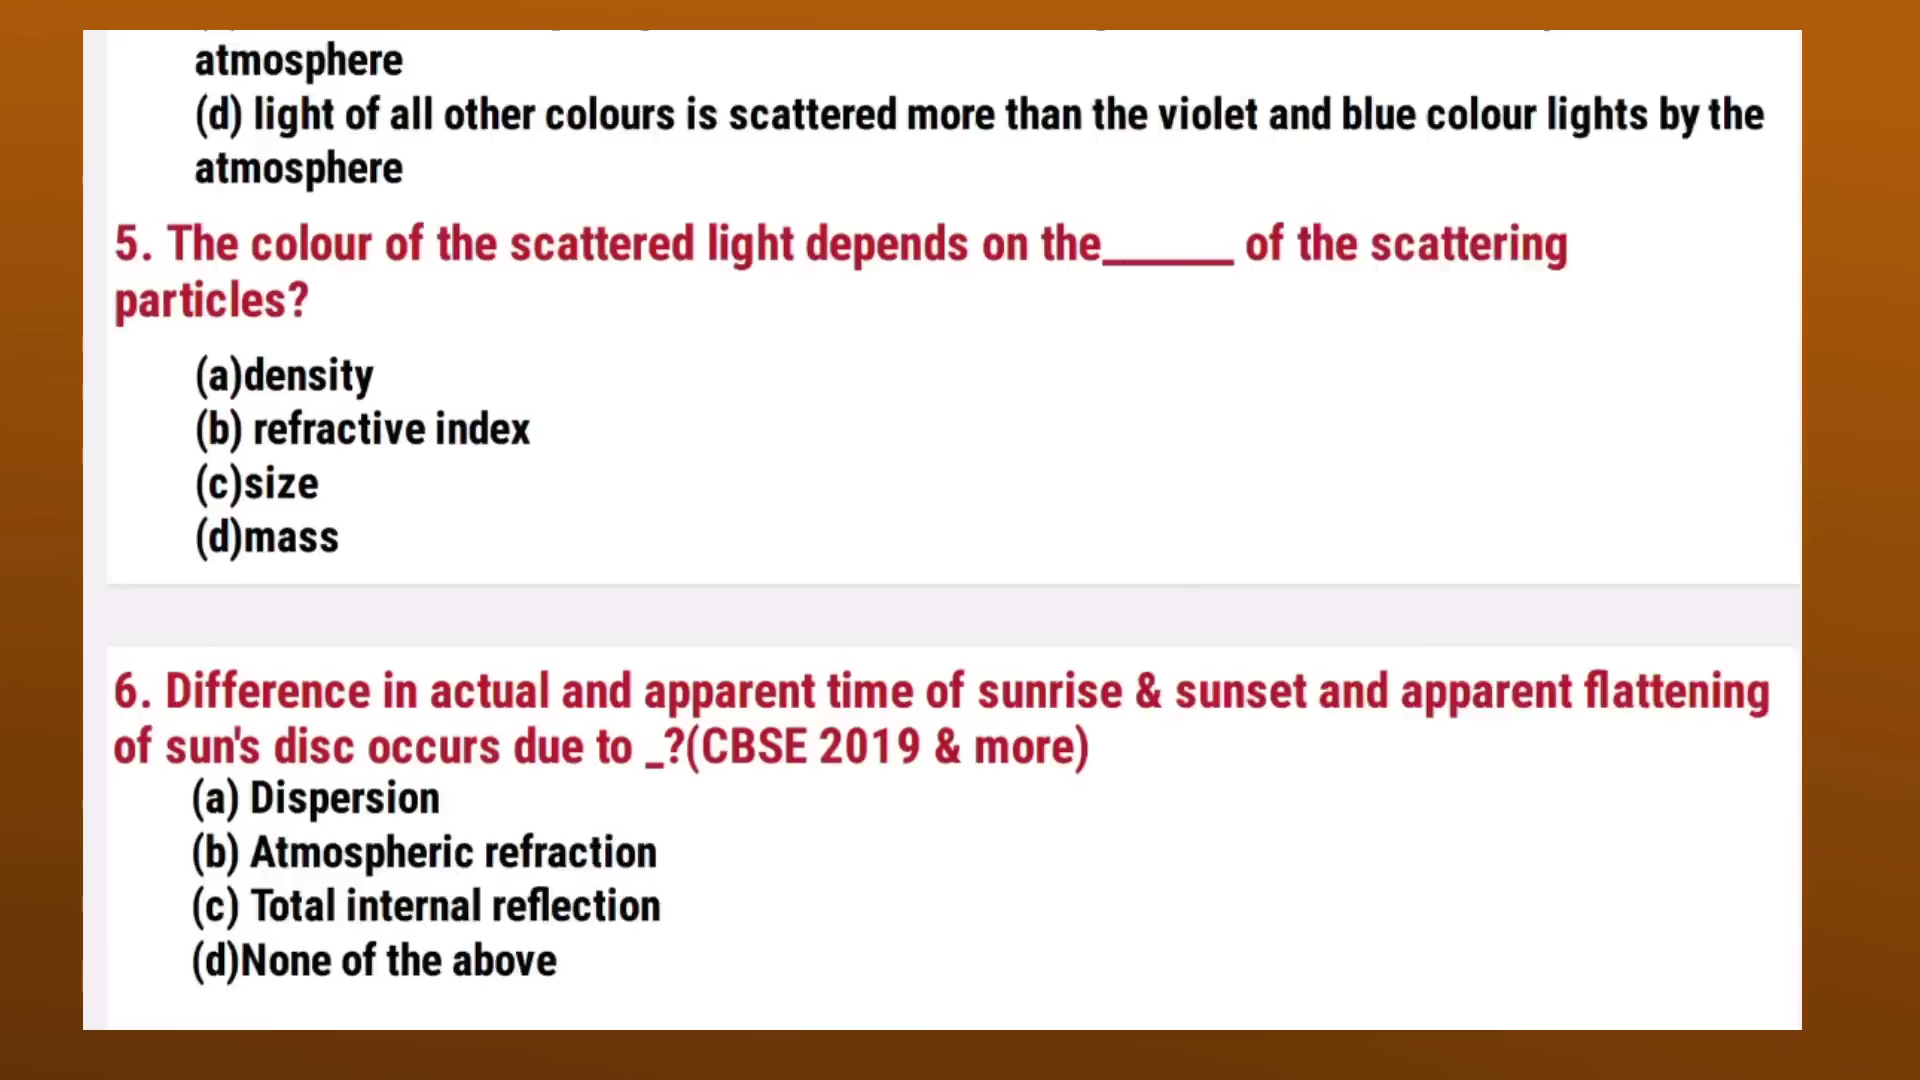 atmosphere
(d) light of all other colours is scattered more than the violet and blue colour lights by the
atmosphere
5. The colour of the scattered light depends on the______ of the scattering
particles?
(a)density
(b) refractive index
(c)size
(d)mass
6. Difference in actual and apparent time of sunrise & sunset and apparent flattening
of sun's disc occurs due to _?(CBSE 2019 & more)
(a) Dispersion
(b) Atmospheric refraction
(c) Total internal reflection
(d)None of the above